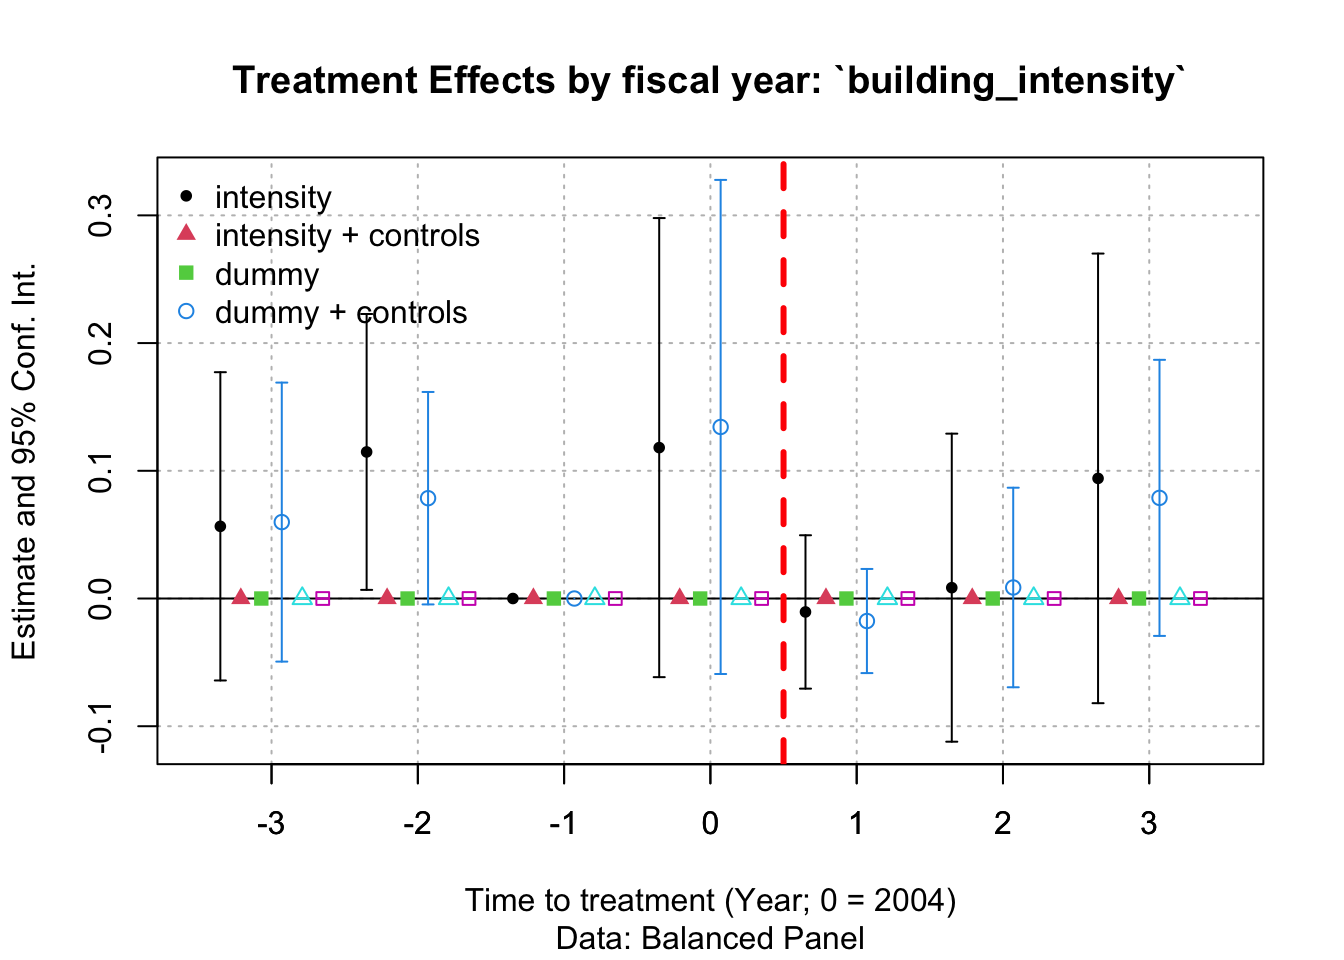 Treatment Effects by fiscal year: `building_intensity`
intensity
intensity + controls
dummy
dummy + controls
Estimate and 95% Conf. Int.
0.3
0.2
0.1
0.0
-0.1
-3 -2 -1 0 1 2 3
Time to treatment (Year; 0 = 2004)
Data: Balanced Panel